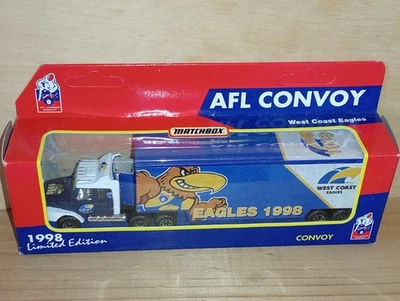 AFL CONVOY
West Coast Eagles
MATCHBOX
WEST COAST
EAGLES
EAGLES 1998
1998
Limited Edition
CONVOY